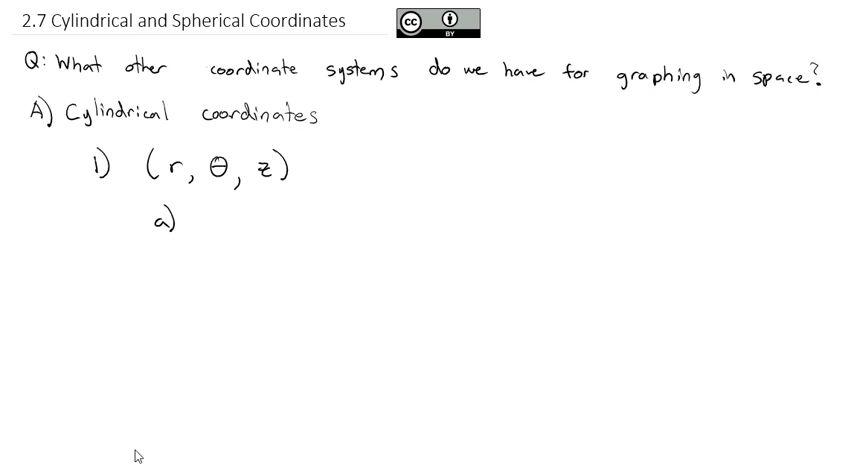 2.7 Cylindrical and Spherical Coordinates
cc BY
Q: What other coordinate systems do we have for graphing in space?
A) Cylindrical coordinates
1) (r, θ, z)
a)